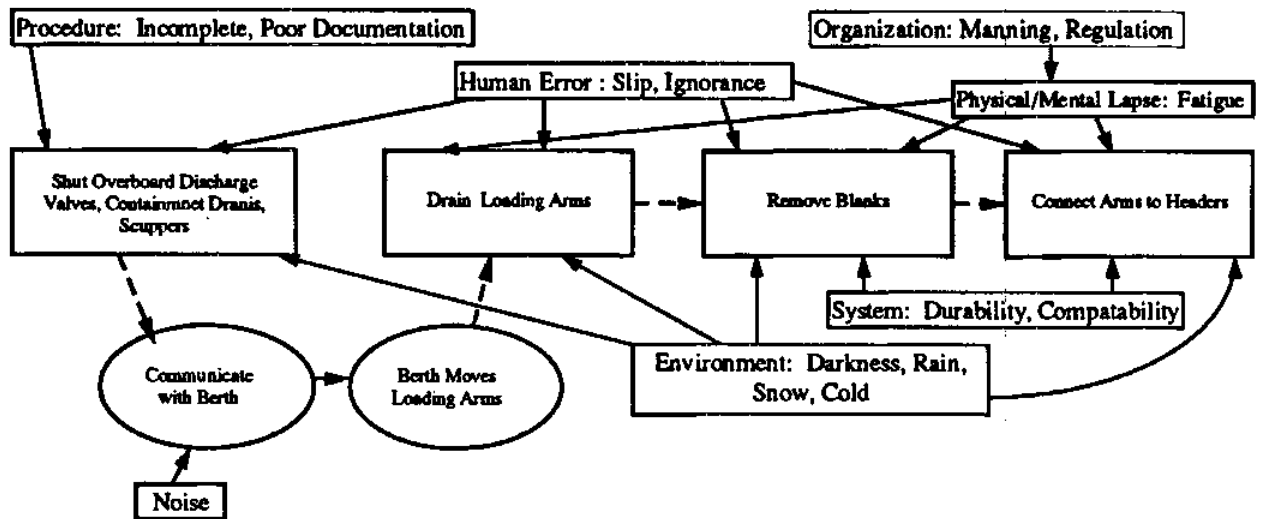 Procedure: Incomplete, Poor Documentation
Organization: Manning, Regulation
Human Error : Slip, Ignorance
Physical/Mental Lapse: Fatigue
Shut Overboard Discharge
Valves, Containmnet Dranis,
Scuppers
Drain Loading Arms
Remove Blanks
Connect Arms to Headers
System: Durability, Compatability
Environment: Darkness, Rain,
Snow, Cold
Communicate
with Berth
Berth Moves
Loading Arms
Noise